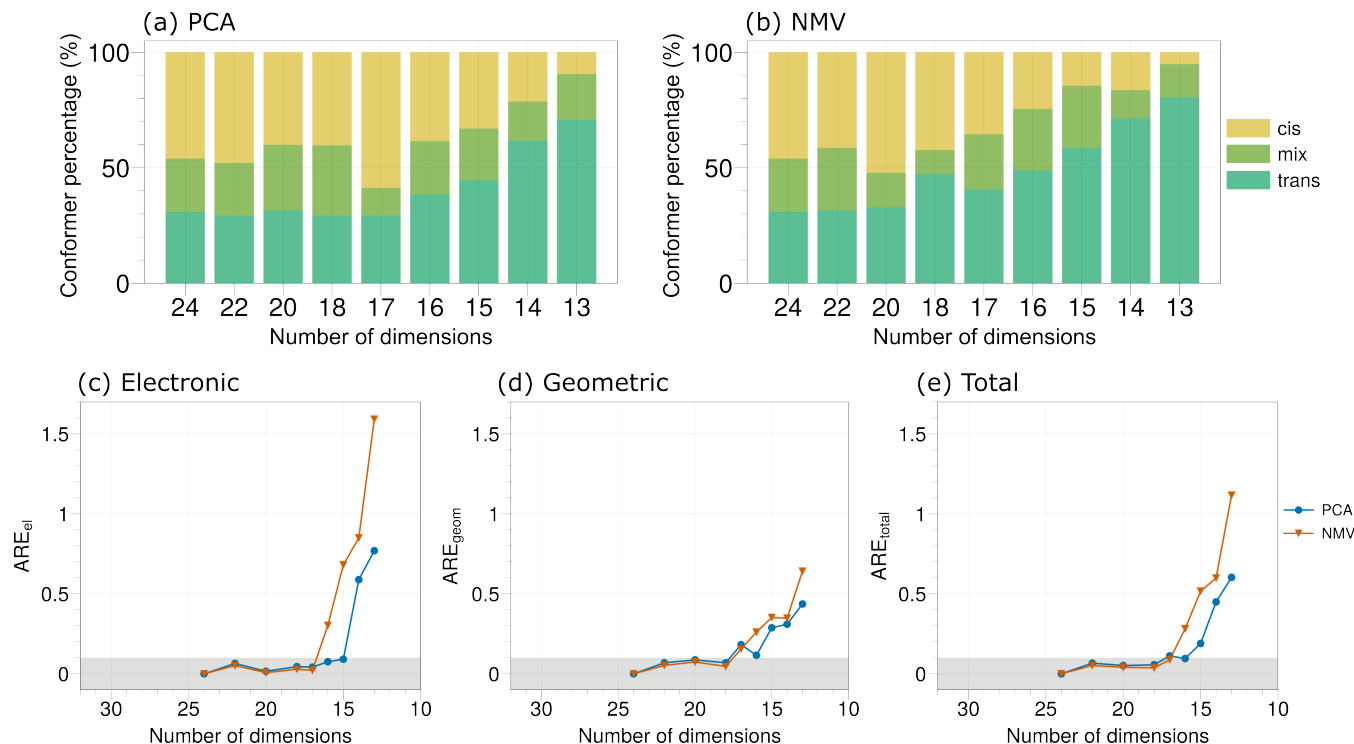 (a) PCA
Conformer percentage (%)
100
50
0
24 22 20 18 17 16 15 14 13
Number of dimensions
(b) NMV
Conformer percentage (%)
100
50
0
24 22 20 18 17 16 15 14 13
Number of dimensions
cis
mix
trans
(c) Electronic
ARE_el
1.5
1
0.5
0
30 25 20 15 10
Number of dimensions
(d) Geometric
ARE_geom
1.5
1
0.5
0
30 25 20 15 10
Number of dimensions
(e) Total
ARE_total
1.5
1
0.5
0
30 25 20 15 10
Number of dimensions
PCA
NMV